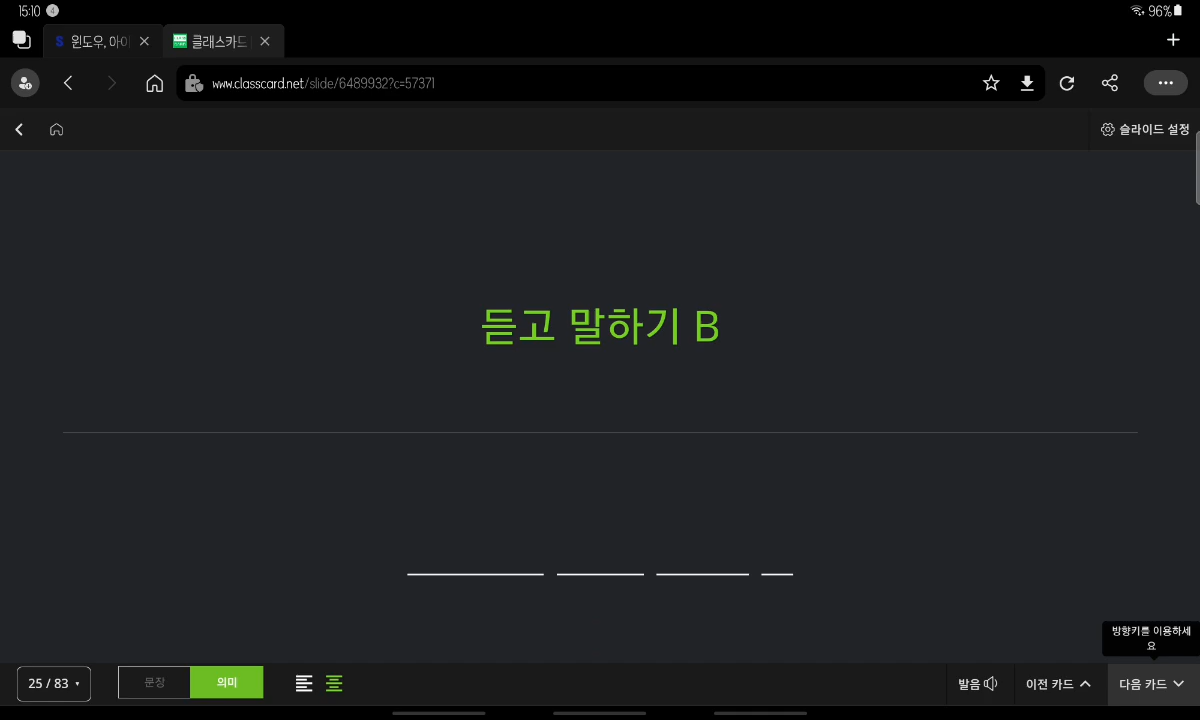 15:10 4 96%
S 윈도우, 아이 클래스카드
www.classcard.net/slide/6489932?c=57371
슬라이드 설정
듣고 말하기 B
방향키를 이용하세
요
25 / 83 문장 의미 발음 이전 카드 다음 카드